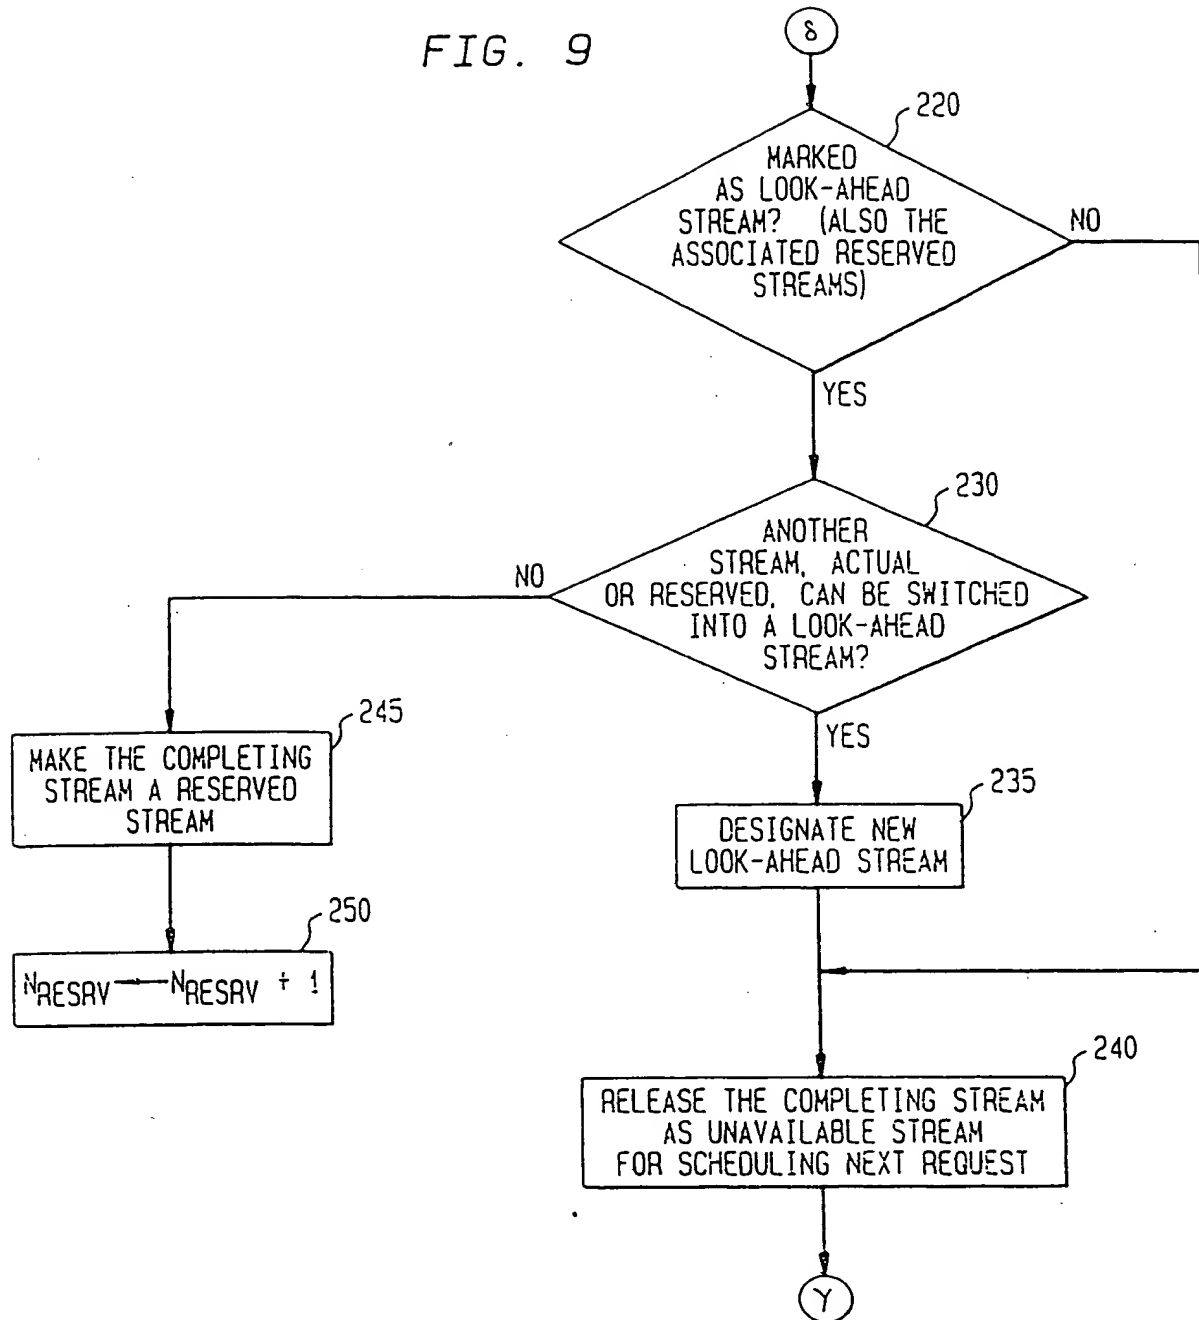 FIG. 9
δ
220
MARKED
AS LOOK-AHEAD
STREAM? (ALSO THE
ASSOCIATED RESERVED
STREAMS)
NO
YES
230
ANOTHER
STREAM, ACTUAL
OR RESERVED, CAN BE SWITCHED
INTO A LOOK-AHEAD
STREAM?
NO
YES
245
MAKE THE COMPLETING
STREAM A RESERVED
STREAM
235
DESIGNATE NEW
LOOK-AHEAD STREAM
250
NRESRV ← NRESRV + 1
240
RELEASE THE COMPLETING STREAM
AS UNAVAILABLE STREAM
FOR SCHEDULING NEXT REQUEST
γ